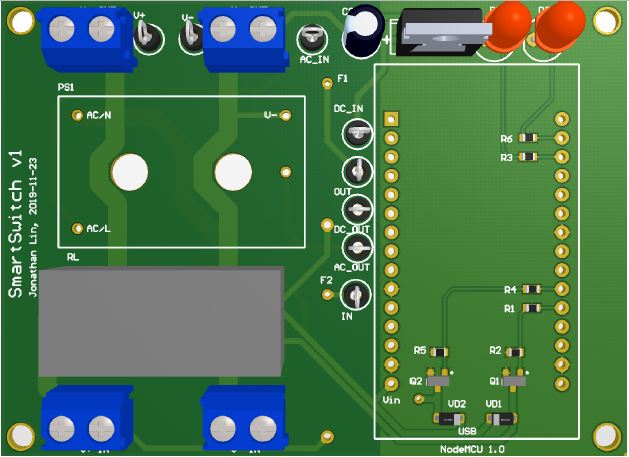 V+
V-
AC_IN
F1
PS1
DC_IN
AC/N
V-
R6
R3
OUT
DC_OUT
AC_OUT
AC/L
RL
F2
IN
R4
R1
R5
R2
Q2
Q1
Vin
VD2
VD1
USB
NodeMCU 1.0
SmartSwitch v1
Jonathan Lin, 2019-11-23